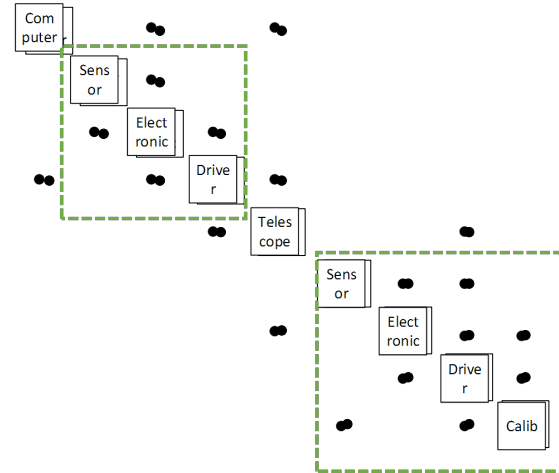 Com
puter
r
Sens
or
Elect
ronic
Drive
r
Teles
cope
Sens
or
Elect
ronic
Drive
r
Calib